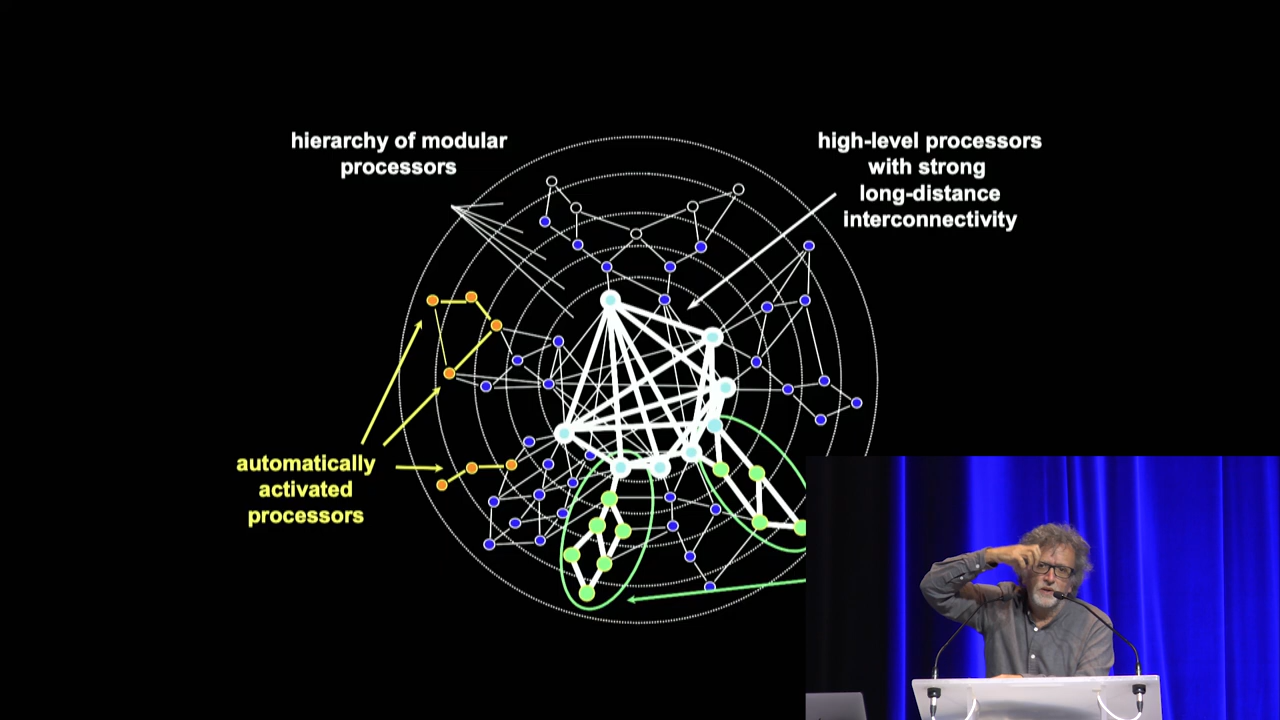 hierarchy of modular
processors
high-level processors
with strong
long-distance
interconnectivity
automatically
activated
processors